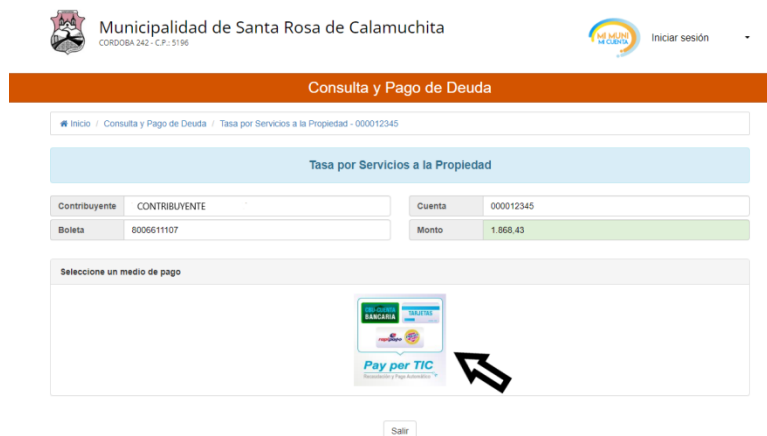 Municipalidad de Santa Rosa de Calamuchita
CORDOBA 242 - C.P.: 5196
MI MUNI
MI CUENTA
Iniciar sesión
Consulta y Pago de Deuda
Inicio / Consulta y Pago de Deuda / Tasa por Servicios a la Propiedad - 000012345
Tasa por Servicios a la Propiedad
Contribuyente CONTRIBUYENTE Cuenta 000012345
Boleta 8006611107 Monto 1.868,43
Seleccione un medio de pago
BANCARIA
TARJETAS
rapipago
Pay per TIC
Recaudación y Pago Automático
Salir